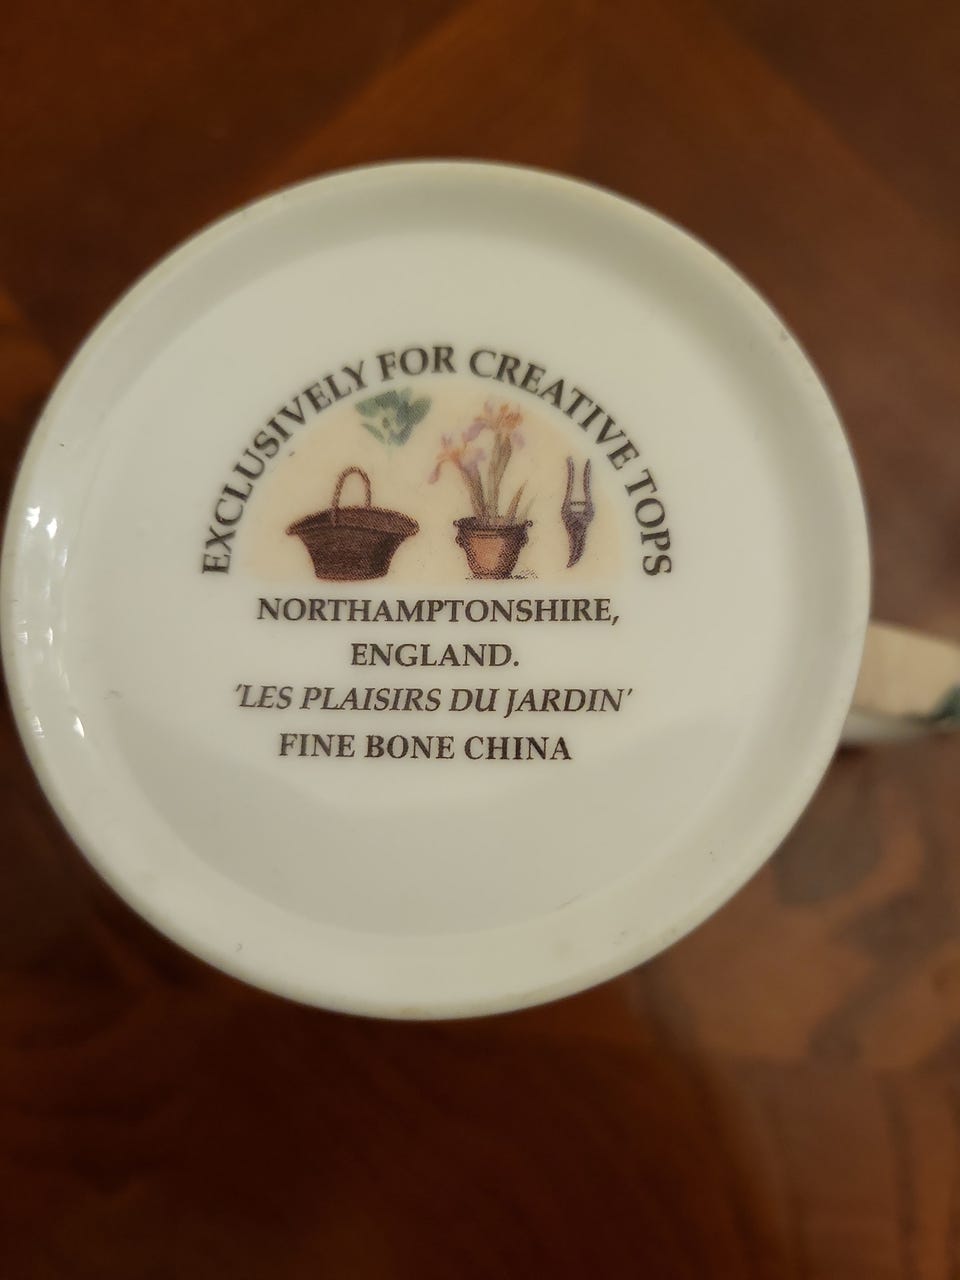 EXCLUSIVELY FOR CREATIVE TOPS
NORTHAMPTONSHIRE,
ENGLAND.
'LES PLAISIRS DU JARDIN'
FINE BONE CHINA